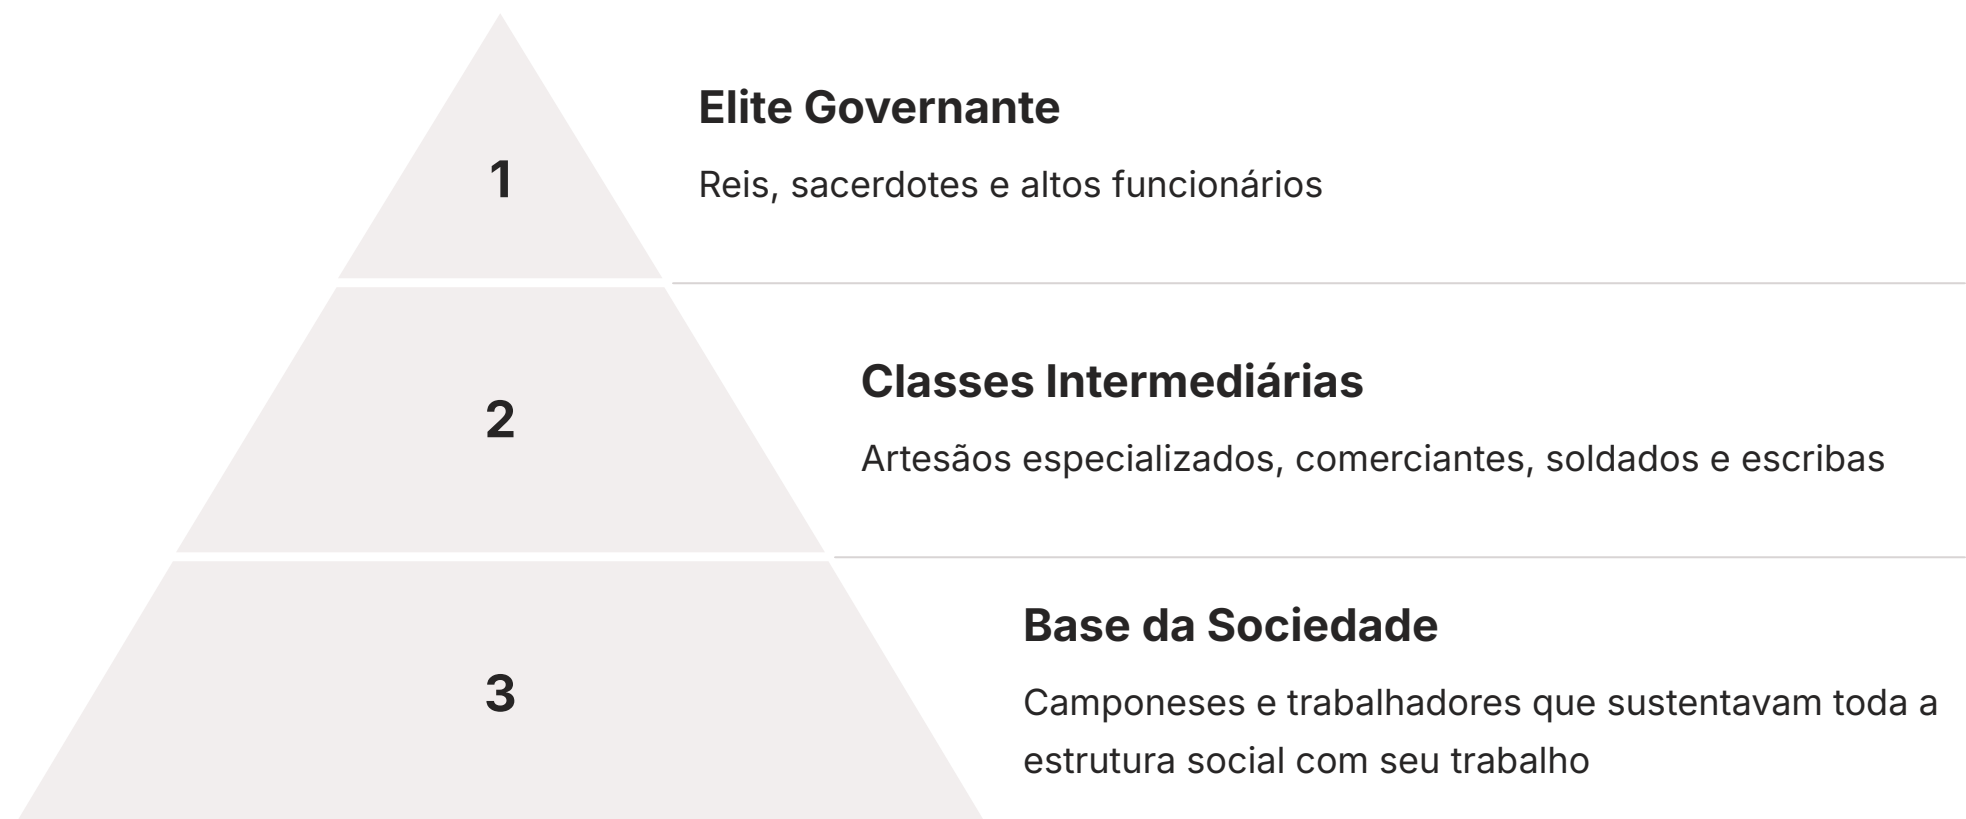 1
Elite Governante
Reis, sacerdotes e altos funcionários
2
Classes Intermediárias
Artesãos especializados, comerciantes, soldados e escribas
3
Base da Sociedade
Camponeses e trabalhadores que sustentavam toda a
estrutura social com seu trabalho